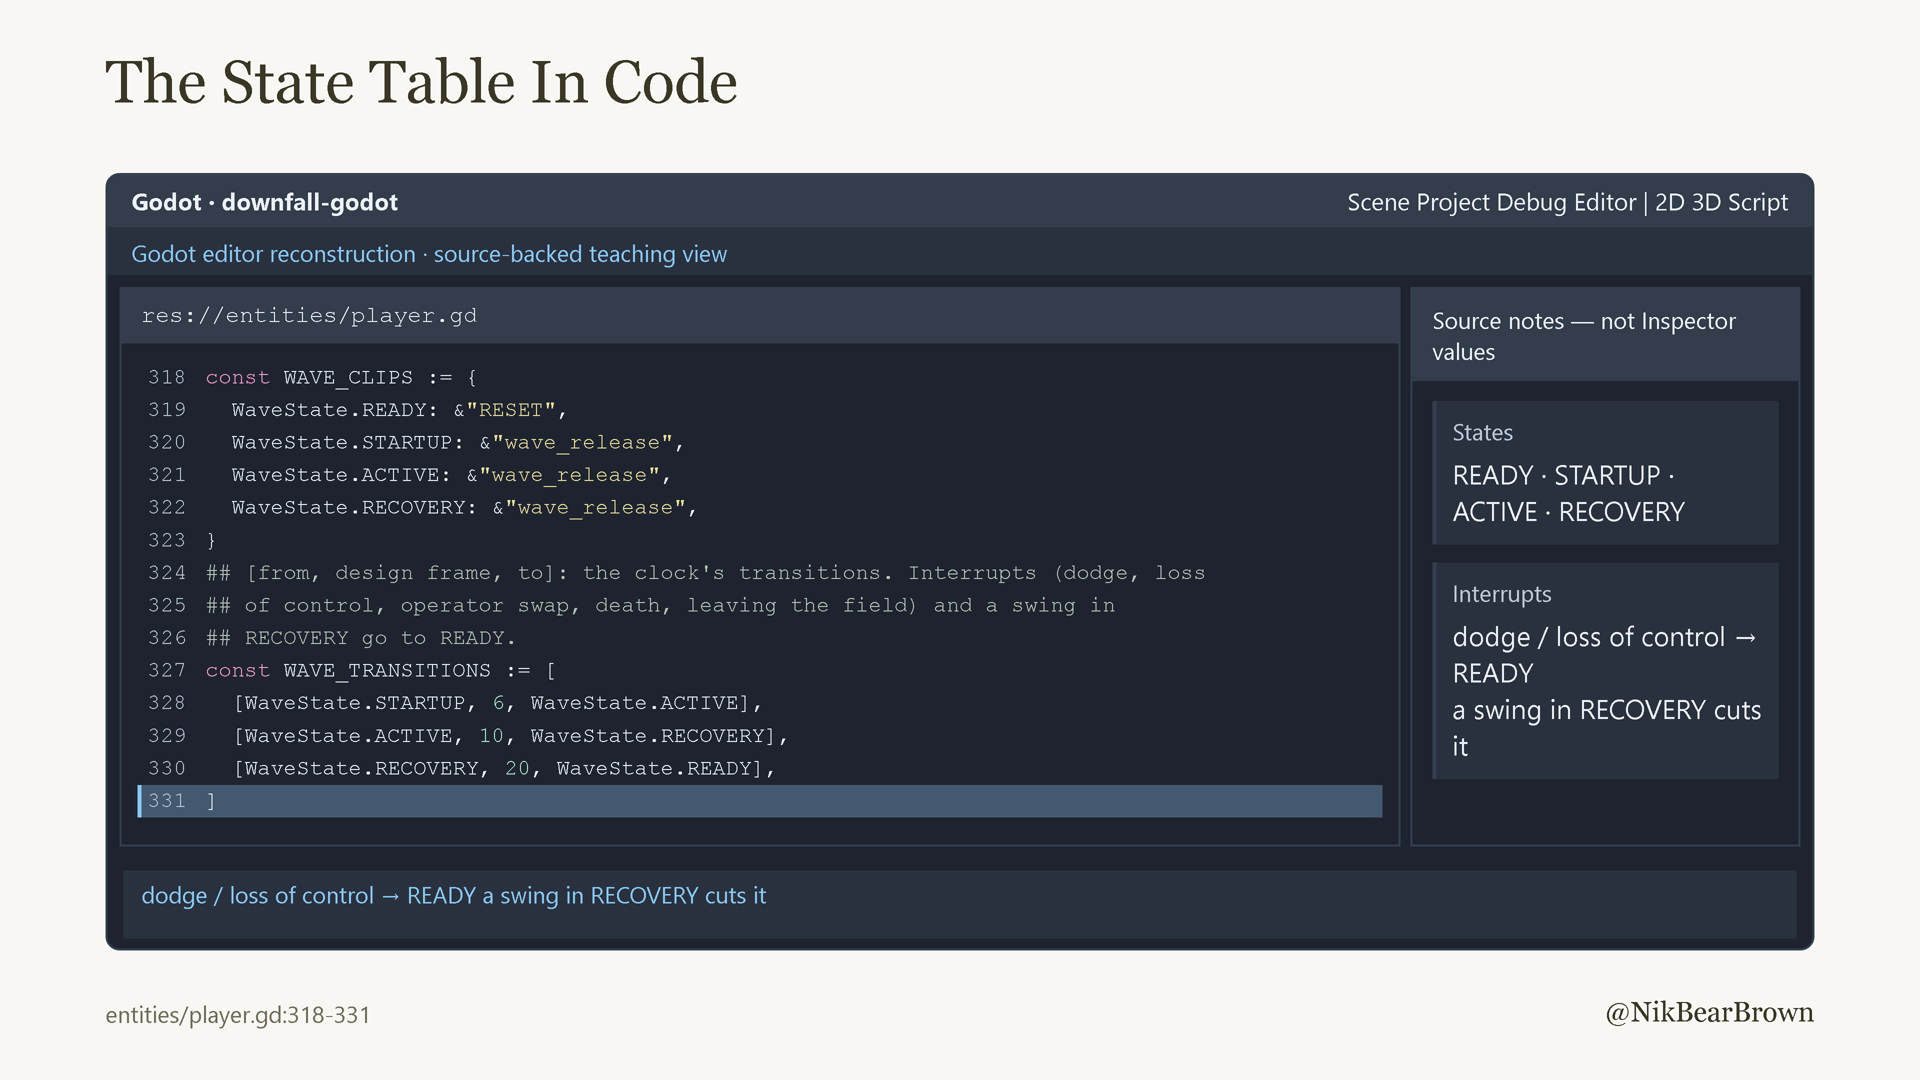 The State Table In Code
Godot · downfall-godot
Scene Project Debug Editor | 2D 3D Script
Godot editor reconstruction · source-backed teaching view
res://entities/player.gd
318 const WAVE_CLIPS := {
319   WaveState.READY: &"RESET",
320   WaveState.STARTUP: &"wave_release",
321   WaveState.ACTIVE: &"wave_release",
322   WaveState.RECOVERY: &"wave_release",
323 }
324 ## [from, design frame, to]: the clock's transitions. Interrupts (dodge, loss
325 ## of control, operator swap, death, leaving the field) and a swing in
326 ## RECOVERY go to READY.
327 const WAVE_TRANSITIONS := [
328   [WaveState.STARTUP, 6, WaveState.ACTIVE],
329   [WaveState.ACTIVE, 10, WaveState.RECOVERY],
330   [WaveState.RECOVERY, 20, WaveState.READY],
331 ]
Source notes — not Inspector
values
States
READY · STARTUP ·
ACTIVE · RECOVERY
Interrupts
dodge / loss of control →
READY
a swing in RECOVERY cuts
it
dodge / loss of control → READY a swing in RECOVERY cuts it
entities/player.gd:318-331
@NikBearBrown